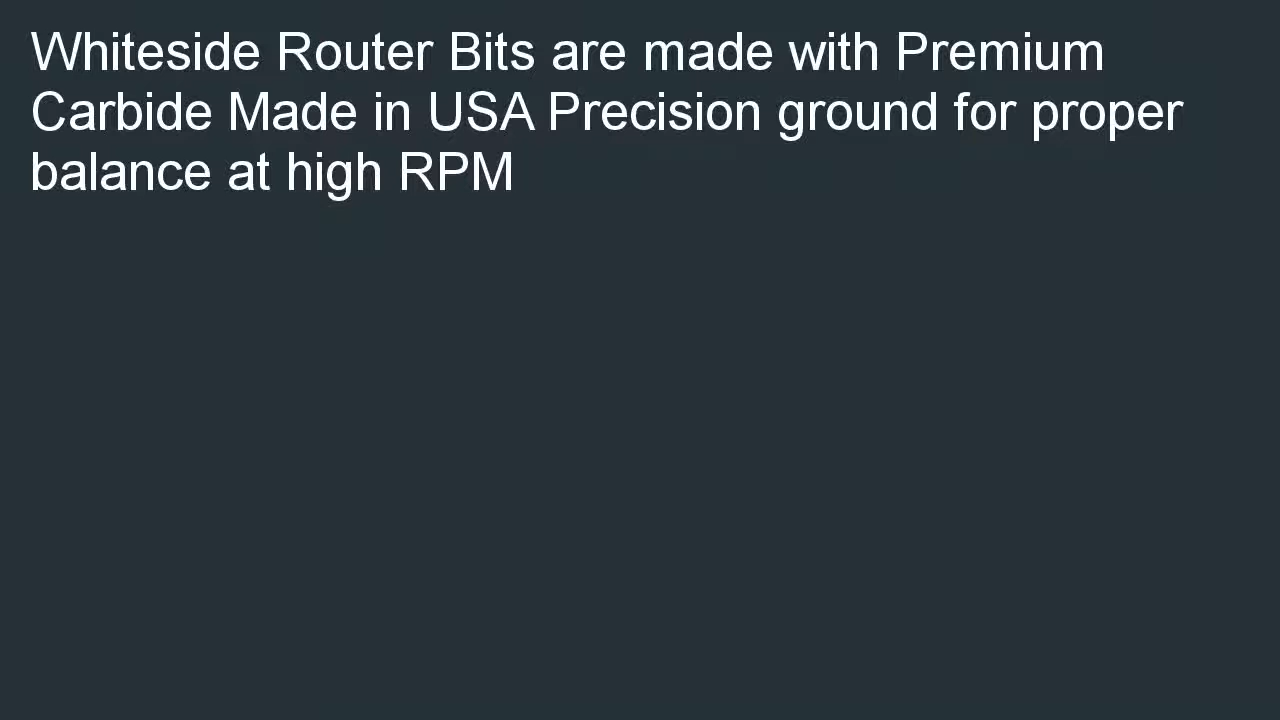 Whiteside Router Bits are made with Premium
Carbide Made in USA Precision ground for proper
balance at high RPM